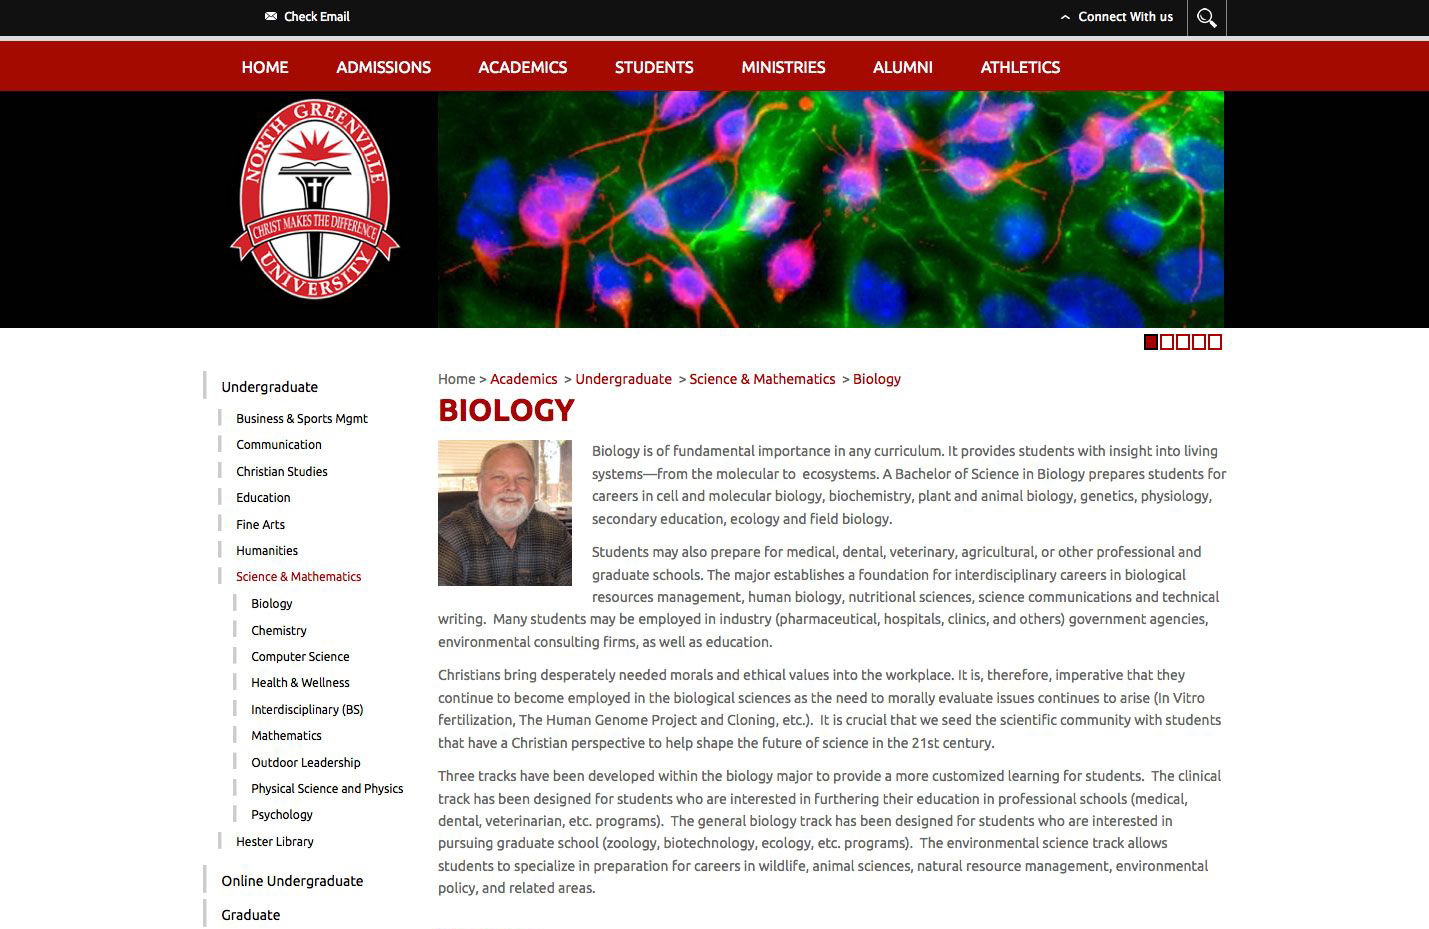 Check Email
Connect With us
HOME
ADMISSIONS
ACADEMICS
STUDENTS
MINISTRIES
ALUMNI
ATHLETICS
NORTH GREENVILLE
CHRIST MAKES THE DIFFERENCE
UNIVERSITY
Undergraduate
Business & Sports Mgmt
Communication
Christian Studies
Education
Fine Arts
Humanities
Science & Mathematics
Biology
Chemistry
Computer Science
Health & Wellness
Interdisciplinary (BS)
Mathematics
Outdoor Leadership
Physical Science and Physics
Psychology
Hester Library
Online Undergraduate
Graduate
Home > Academics > Undergraduate > Science & Mathematics > Biology
BIOLOGY
Biology is of fundamental importance in any curriculum. It provides students with insight into living
systems—from the molecular to ecosystems. A Bachelor of Science in Biology prepares students for
careers in cell and molecular biology, biochemistry, plant and animal biology, genetics, physiology,
secondary education, ecology and field biology.
Students may also prepare for medical, dental, veterinary, agricultural, or other professional and
graduate schools. The major establishes a foundation for interdisciplinary careers in biological
resources management, human biology, nutritional sciences, science communications and technical
writing. Many students may be employed in industry (pharmaceutical, hospitals, clinics, and others) government agencies,
environmental consulting firms, as well as education.
Christians bring desperately needed morals and ethical values into the workplace. It is, therefore, imperative that they
continue to become employed in the biological sciences as the need to morally evaluate issues continues to arise (In Vitro
fertilization, The Human Genome Project and Cloning, etc.). It is crucial that we seed the scientific community with students
that have a Christian perspective to help shape the future of science in the 21st century.
Three tracks have been developed within the biology major to provide a more customized learning for students. The clinical
track has been designed for students who are interested in furthering their education in professional schools (medical,
dental, veterinarian, etc. programs). The general biology track has been designed for students who are interested in
pursuing graduate school (zoology, biotechnology, ecology, etc. programs). The environmental science track allows
students to specialize in preparation for careers in wildlife, animal sciences, natural resource management, environmental
policy, and related areas.